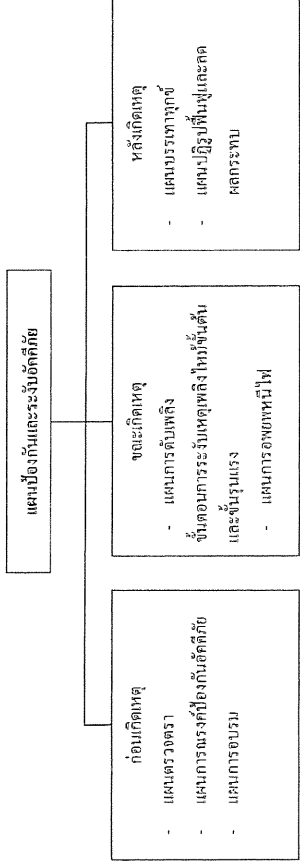 แผนป้องกันและระงับอัคคีภัย
ก่อนเกิดเหตุ
- แผนตรวจตรา
- แผนการณรงค์ป้องกันอัคคีภัย
- แผนการอบรม
ขณะเกิดเหตุ
- แผนการดับเพลิง
ขั้นตอนการระงับเหตุเพลิงไหม้ขั้นต้น
และขั้นรุนแรง
- แผนการอพยพหนีไฟ
หลังเกิดเหตุ
- แผนบรรเทาทุกข์
- แผนปฏิรูปฟื้นฟูและลด
ผลกระทบ